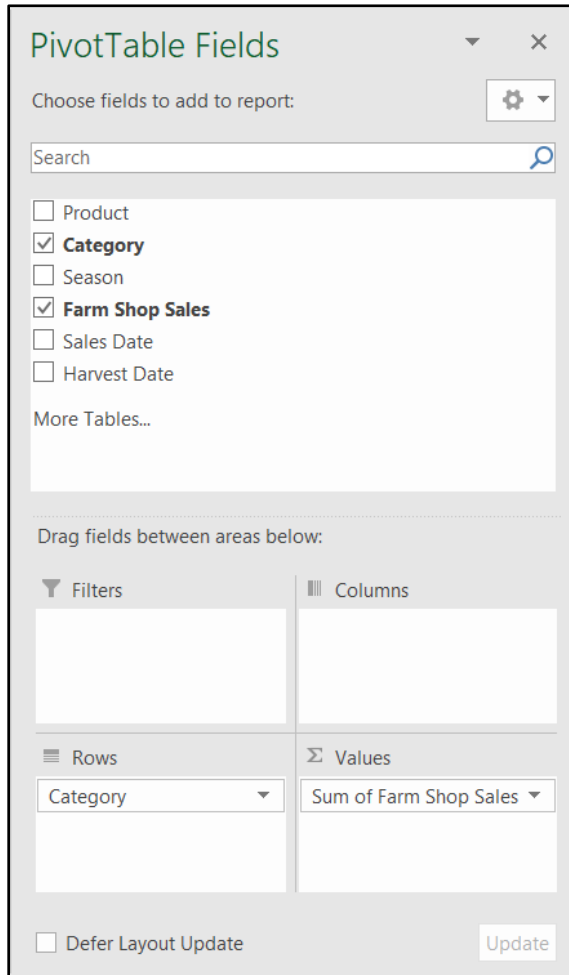 PivotTable Fields
Choose fields to add to report:
Search
Product
Category
Season
Farm Shop Sales
Sales Date
Harvest Date
More Tables...
Drag fields between areas below:
Filters
Columns
Rows
Σ Values
Category
Sum of Farm Shop Sales
Defer Layout Update
Update